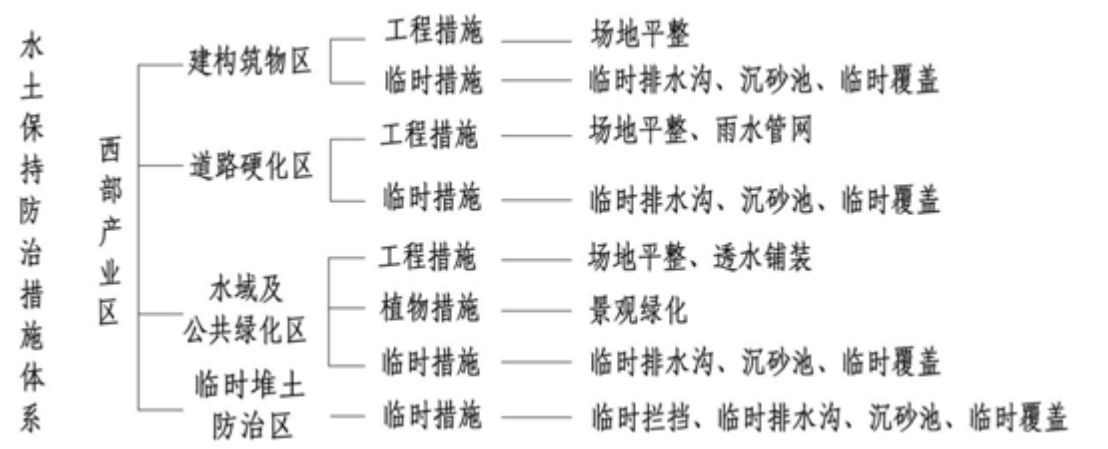 水土保持防治措施体系
西部产业区
建构筑物区
工程措施
场地平整
临时措施
临时排水沟、沉砂池、临时覆盖
道路硬化区
工程措施
场地平整、雨水管网
临时措施
临时排水沟、沉砂池、临时覆盖
水域及
公共绿化区
工程措施
场地平整、透水铺装
植物措施
景观绿化
临时措施
临时排水沟、沉砂池、临时覆盖
临时堆土
防治区
临时措施
临时拦挡、临时排水沟、沉砂池、临时覆盖